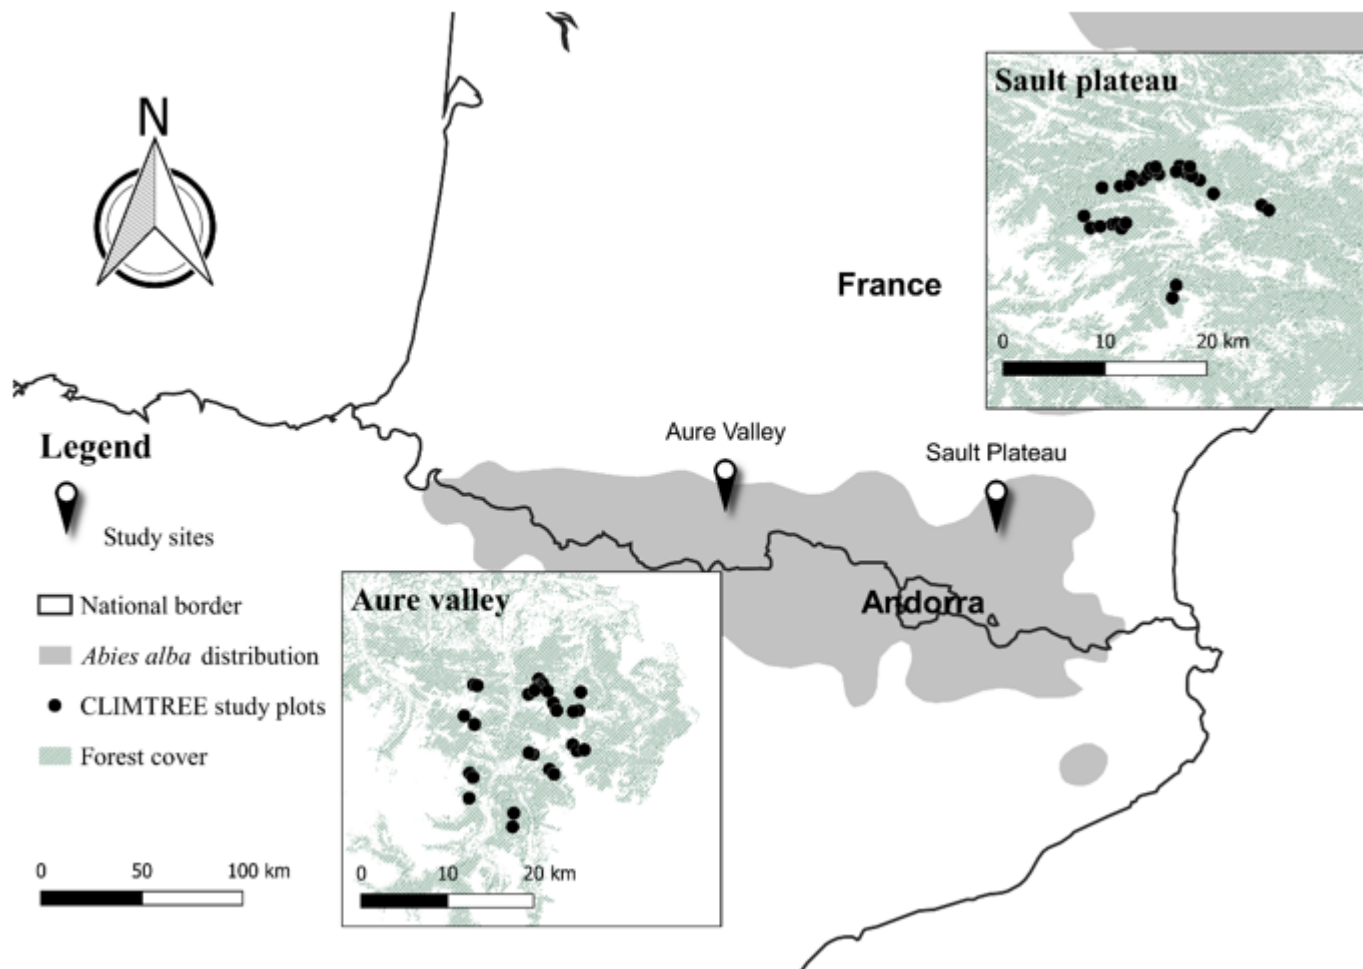 N
Sault plateau
0 10 20 km
France
Aure Valley
Sault Plateau
Andorra
Legend
Study sites
National border
Abies alba distribution
CLIMTREE study plots
Forest cover
0 50 100 km
Aure valley
0 10 20 km